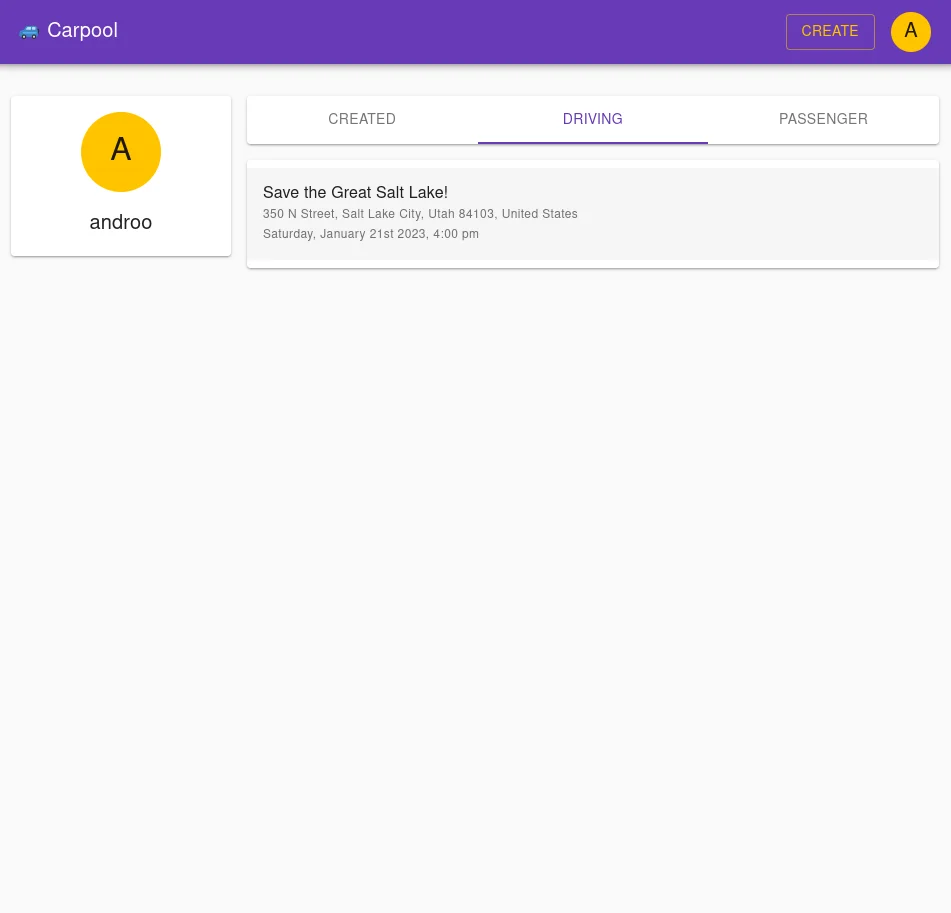 Carpool
CREATE
A
A
androo
CREATED
DRIVING
PASSENGER
Save the Great Salt Lake!
350 N Street, Salt Lake City, Utah 84103, United States
Saturday, January 21st 2023, 4:00 pm